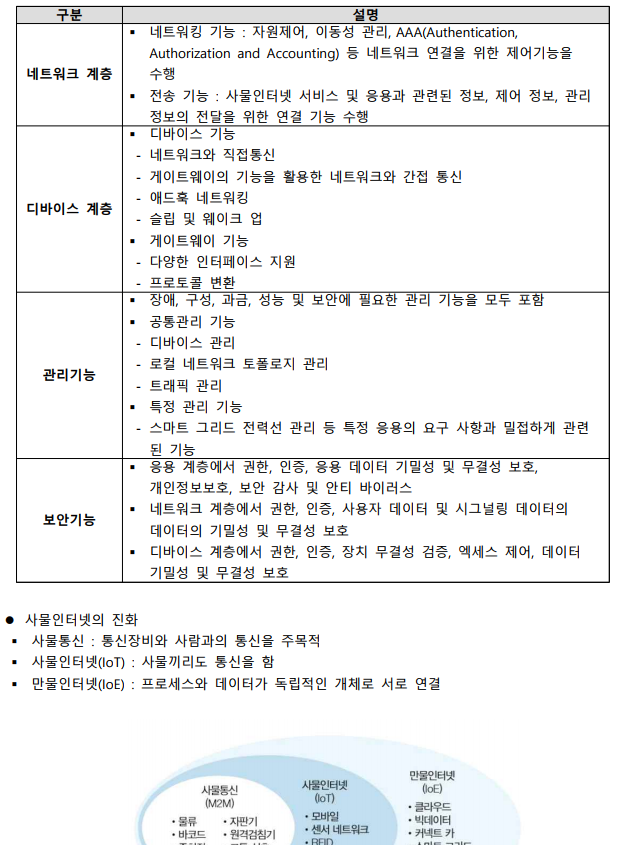 구분 설명
네트워크 계층
▪ 네트워킹 기능 : 자원제어, 이동성 관리, AAA(Authentication,
Authorization and Accounting) 등 네트워크 연결을 위한 제어기능을
수행
▪ 전송 기능 : 사물인터넷 서비스 및 응용과 관련된 정보, 제어 정보, 관리
정보의 전달을 위한 연결 기능 수행
디바이스 계층
▪ 디바이스 기능
- 네트워크와 직접통신
- 게이트웨이의 기능을 활용한 네트워크와 간접 통신
- 애드훅 네트워킹
- 슬립 및 웨이크 업
▪ 게이트웨이 기능
- 다양한 인터페이스 지원
- 프로토콜 변환
관리기능
▪ 장애, 구성, 과금, 성능 및 보안에 필요한 관리 기능을 모두 포함
▪ 공통관리 기능
- 디바이스 관리
- 로컬 네트워크 토폴로지 관리
- 트래픽 관리
▪ 특정 관리 기능
- 스마트 그리드 전력선 관리 등 특정 응용의 요구 사항과 밀접하게 관련
된 기능
보안기능
▪ 응용 계층에서 권한, 인증, 응용 데이터 기밀성 및 무결성 보호,
개인정보보호, 보안 감사 및 안티 바이러스
▪ 네트워크 계층에서 권한, 인증, 사용자 데이터 및 시그널링 데이터의
데이터의 기밀성 및 무결성 보호
▪ 디바이스 계층에서 권한, 인증, 장치 무결성 검증, 엑세스 제어, 데이터
기밀성 및 무결성 보호
● 사물인터넷의 진화
▪ 사물통신 : 통신장비와 사람과의 통신을 주목적
▪ 사물인터넷(IoT) : 사물끼리도 통신을 함
▪ 만물인터넷(IoE) : 프로세스와 데이터가 독립적인 개체로 서로 연결
사물통신
(M2M)
• 물류 • 자판기
• 바코드 • 원격검침기
사물인터넷
(IoT)
• 모바일
• 센서 네트워크
• RFID
만물인터넷
(IoE)
• 클라우드
• 빅데이터
• 커넥트 카